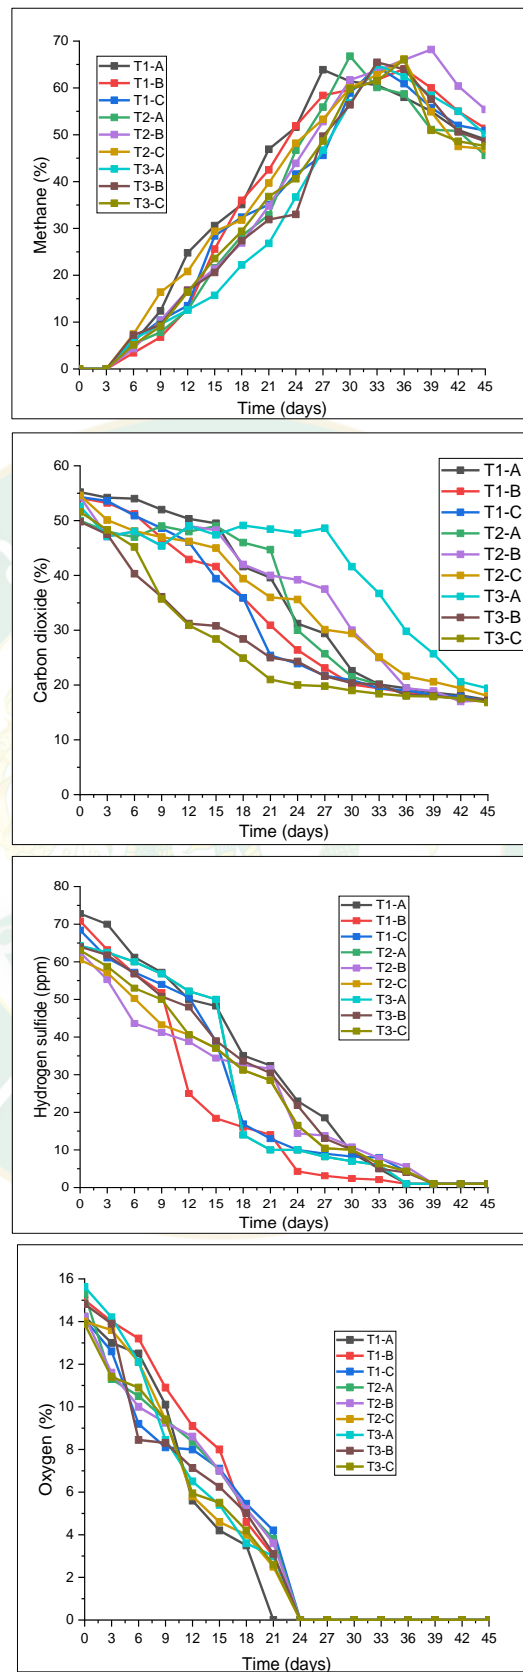 70
60
50
40
30
20
10
0
Methane (%)
T1-A
T1-B
T1-C
T2-A
T2-B
T2-C
T3-A
T3-B
T3-C
0 3 6 9 12 15 18 21 24 27 30 33 36 39 42 45
Time (days)
60
50
40
30
20
10
0
Carbon dioxide (%)
T1-A
T1-B
T1-C
T2-A
T2-B
T2-C
T3-A
T3-B
T3-C
0 3 6 9 12 15 18 21 24 27 30 33 36 39 42 45
Time (days)
80
70
60
50
40
30
20
10
0
Hydrogen sulfide (ppm)
T1-A
T1-B
T1-C
T2-A
T2-B
T2-C
T3-A
T3-B
T3-C
0 3 6 9 12 15 18 21 24 27 30 33 36 39 42 45
Time (days)
16
14
12
10
8
6
4
2
0
Oxygen (%)
T1-A
T1-B
T1-C
T2-A
T2-B
T2-C
T3-A
T3-B
T3-C
0 3 6 9 12 15 18 21 24 27 30 33 36 39 42 45
Time (days)